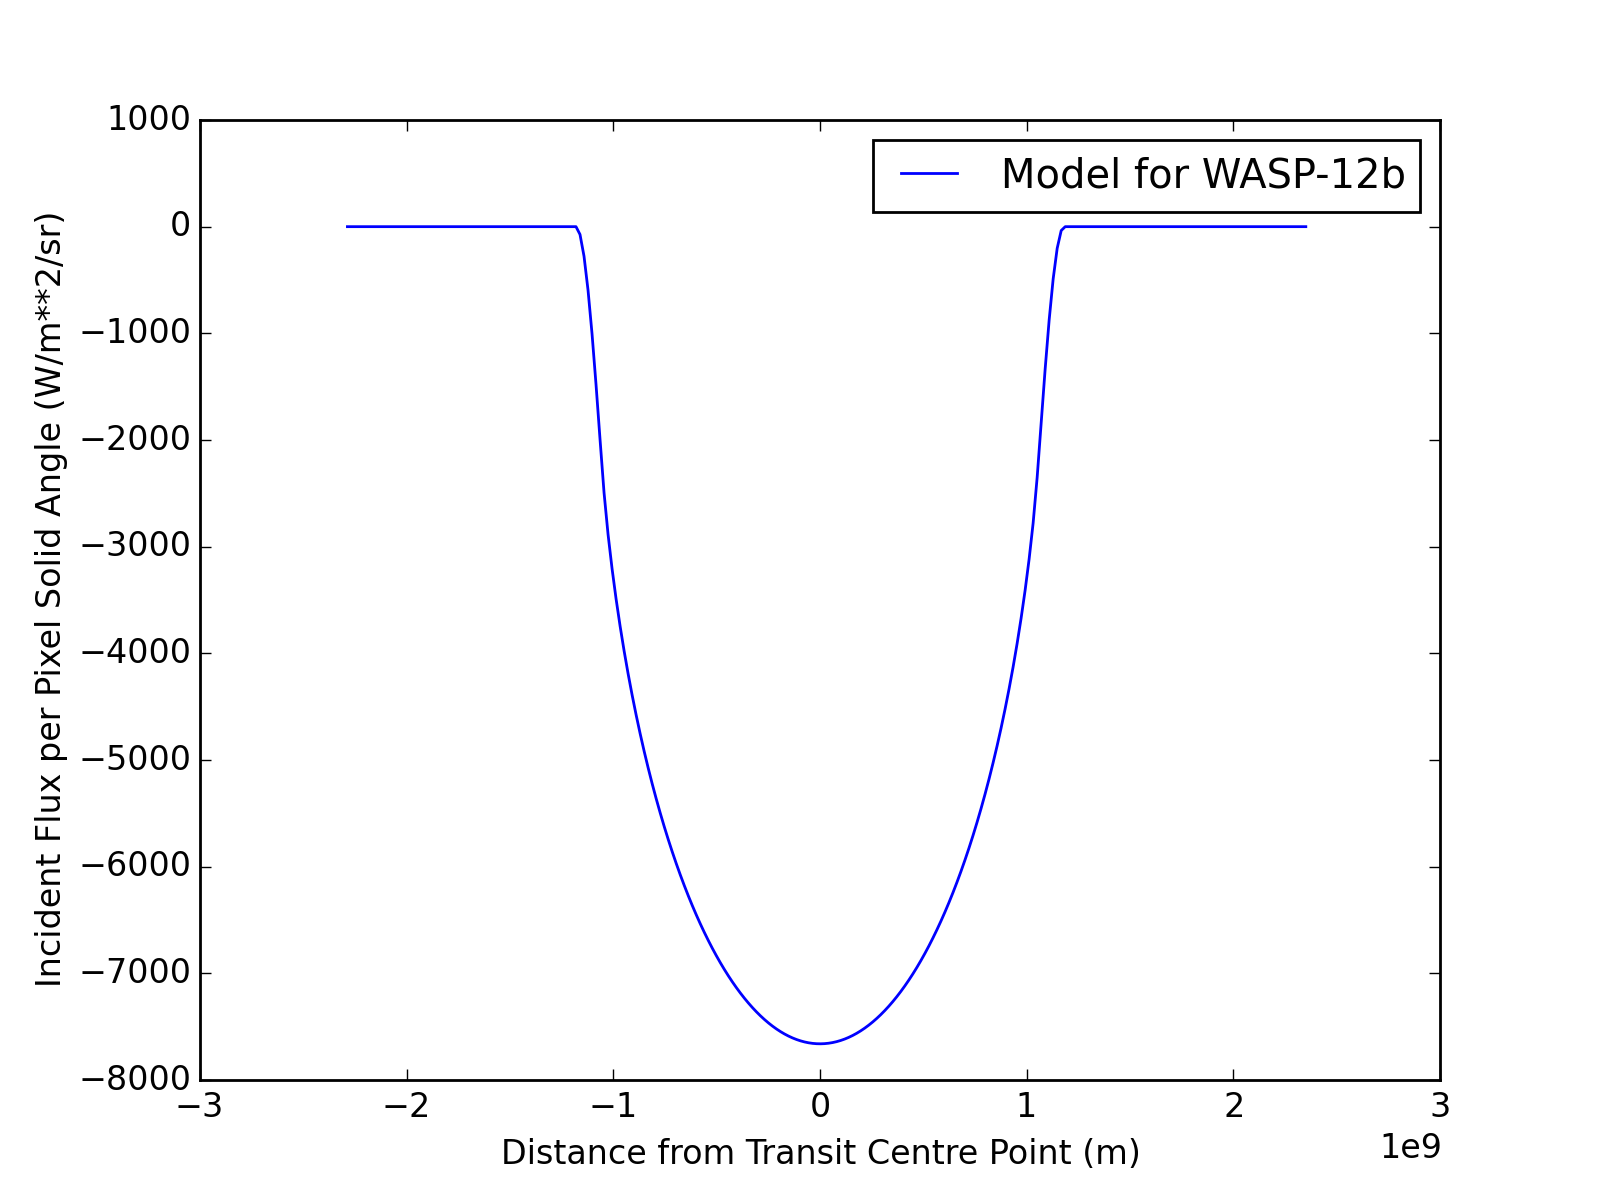 1000
0
−1000
−2000
−3000
−4000
−5000
−6000
−7000
−8000
Incident Flux per Pixel Solid Angle (W/m**2/sr)
Model for WASP-12b
−3 −2 −1 0 1 2 3
1e9
Distance from Transit Centre Point (m)